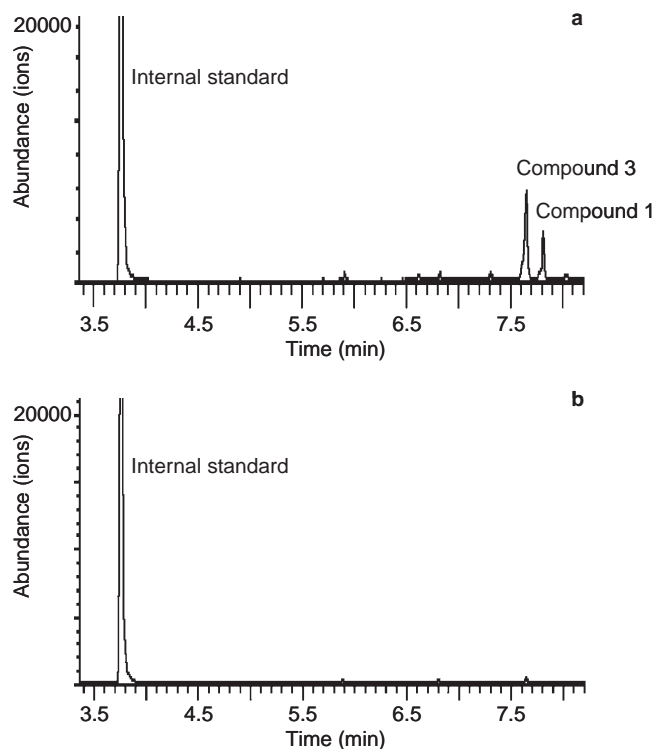 a
20000
Abundance (ions)
Internal standard
Compound 3
Compound 1
3.5 4.5 5.5 6.5 7.5
Time (min)
b
20000
Abundance (ions)
Internal standard
3.5 4.5 5.5 6.5 7.5
Time (min)